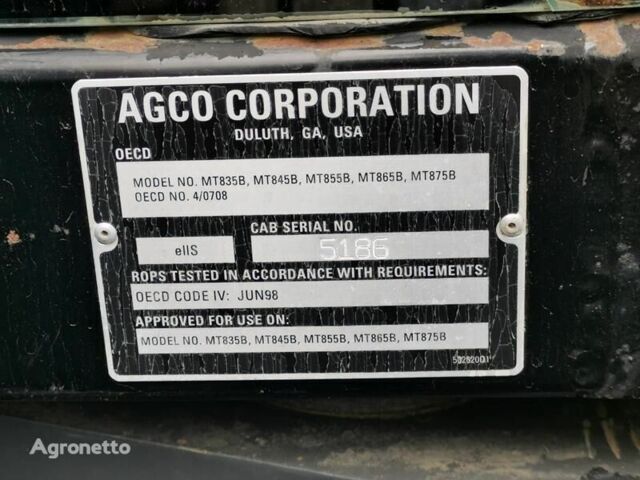 AGCO CORPORATION
DULUTH, GA, USA
OECD
MODEL NO. MT835B, MT845B, MT855B, MT865B, MT875B
OECD NO. 4/0708
CAB SERIAL NO.
ellS
5186
ROPS TESTED IN ACCORDANCE WITH REQUIREMENTS:
OECD CODE IV: JUN98
APPROVED FOR USE ON:
MODEL NO. MT835B, MT845B, MT855B, MT865B, MT875B
Agronetto